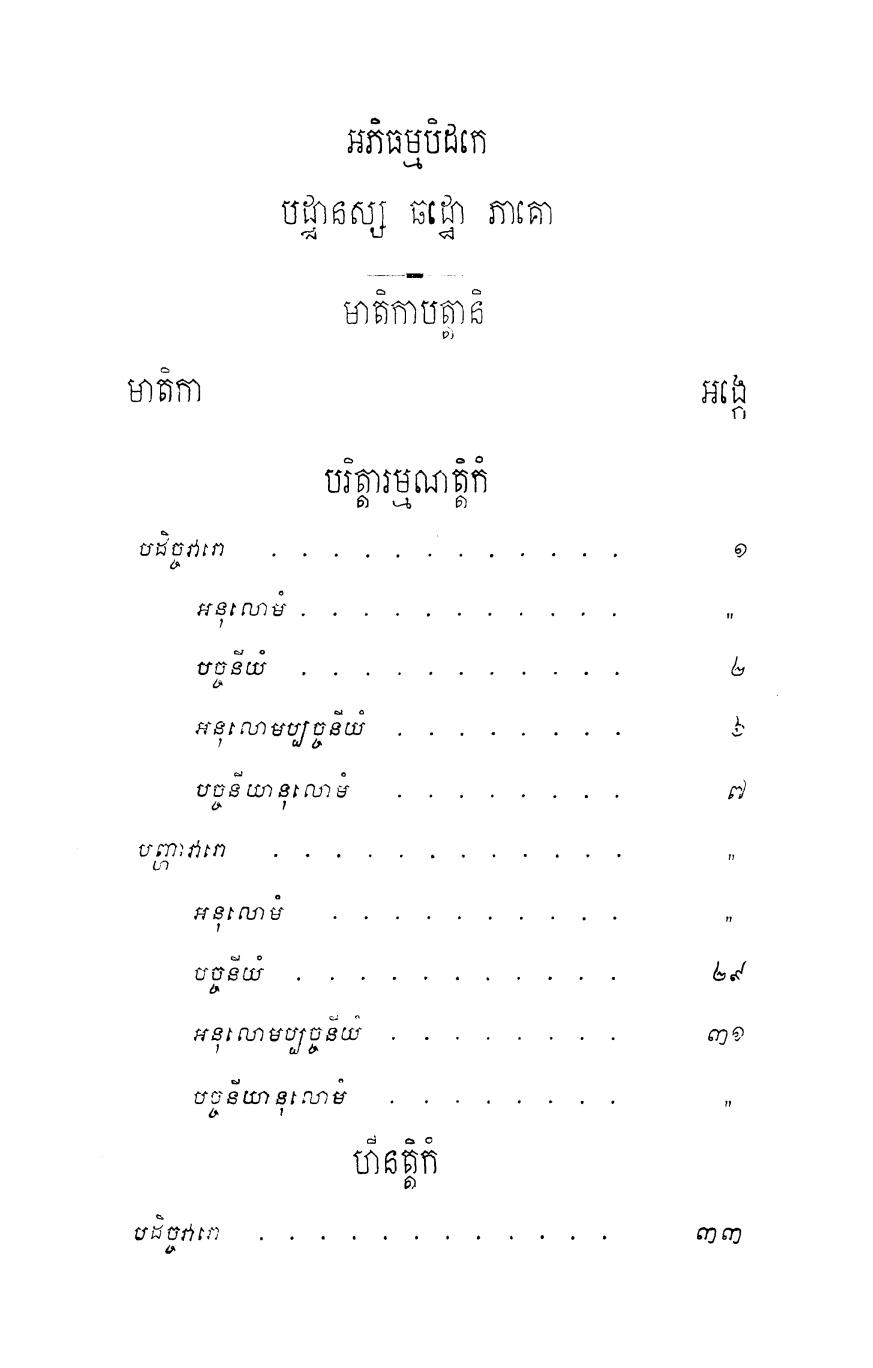 អភិធម្មបិដកេ
បដ្ឋានស្ស ឆដ្ឋោ ភាគោ
មាតិកាបត្តានិ
មាតិកា អង្កេ
បរិត្តារម្មណត្តិកំ
បដិច្ចវារោ . . . . . . . . . . . . ១
អនុលោមំ . . . . . . . . . . . "
បច្ចនីយំ . . . . . . . . . . . ២
អនុលោមប្បច្ចនីយំ . . . . . . . . ៦
បច្ចនីយានុលោមំ . . . . . . . . ៧
បញ្ហាវារោ . . . . . . . . . . . . "
អនុលោមំ . . . . . . . . . . "
បច្ចនីយំ . . . . . . . . . . . ២៩
អនុលោមប្បច្ចនីយំ . . . . . . . . ៣១
បច្ចនីយានុលោមំ . . . . . . . . "
ហីនត្តិកំ
បដិច្ចវារោ . . . . . . . . . . . . ៣៣